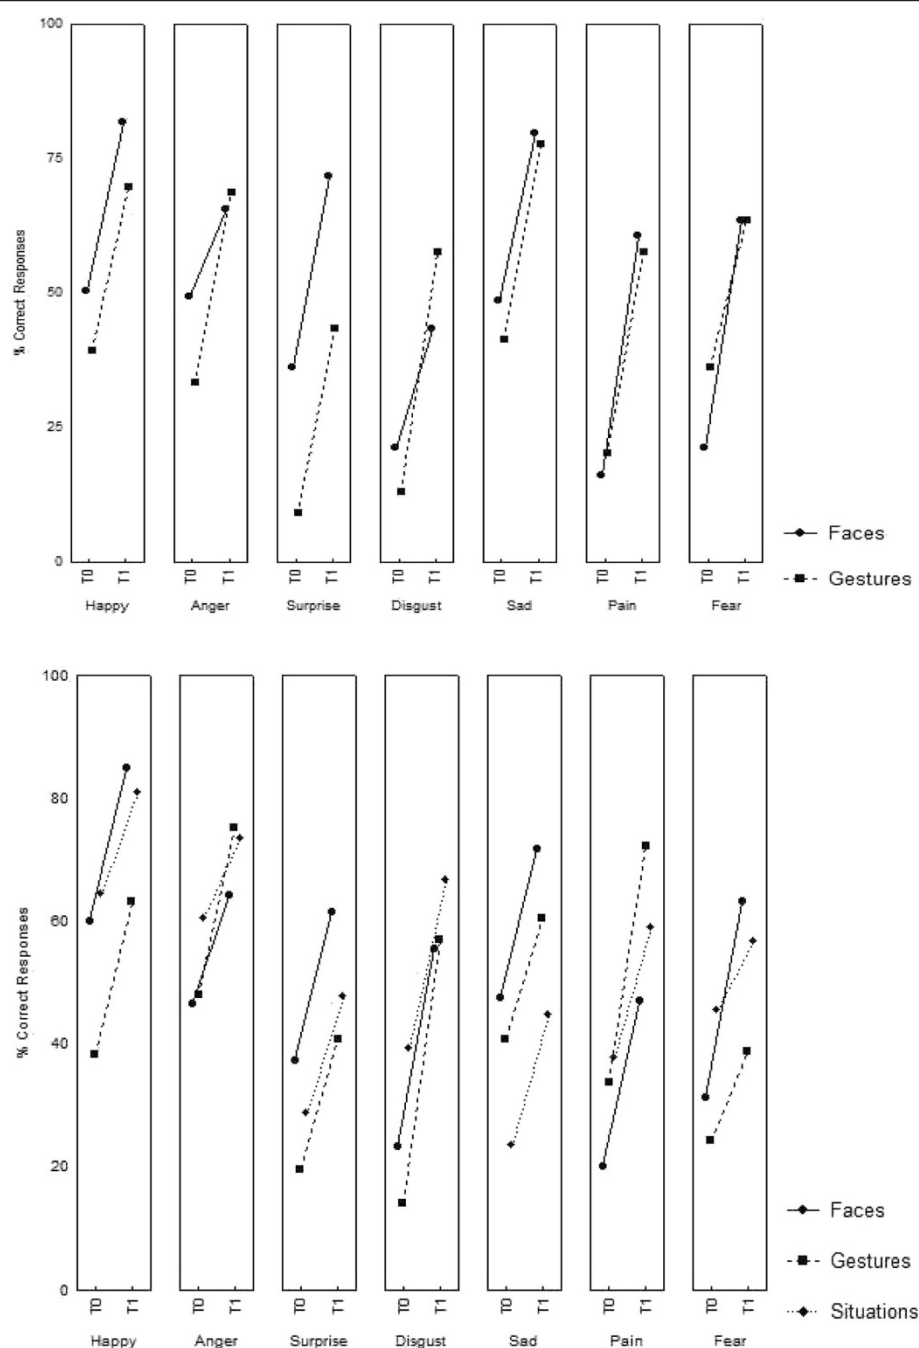 100
75
% Correct Responses
50
25
0
T0 T1 T0 T1 T0 T1 T0 T1 T0 T1 T0 T1 T0 T1
Happy Anger Surprise Disgust Sad Pain Fear
Faces
Gestures
100
80
60
% Correct Responses
40
20
0
T0 T1 T0 T1 T0 T1 T0 T1 T0 T1 T0 T1 T0 T1
Happy Anger Surprise Disgust Sad Pain Fear
Faces
Gestures
Situations